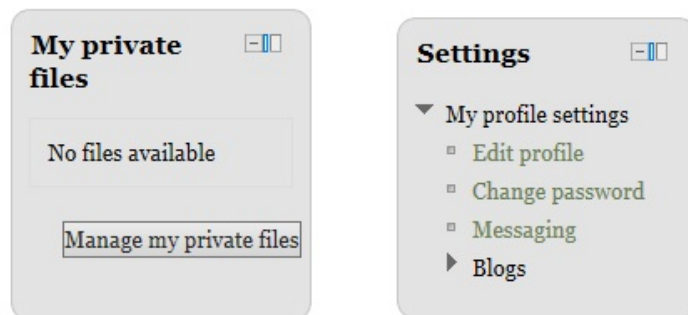 My private
files
No files available
Manage my private files
Settings
My profile settings
Edit profile
Change password
Messaging
Blogs